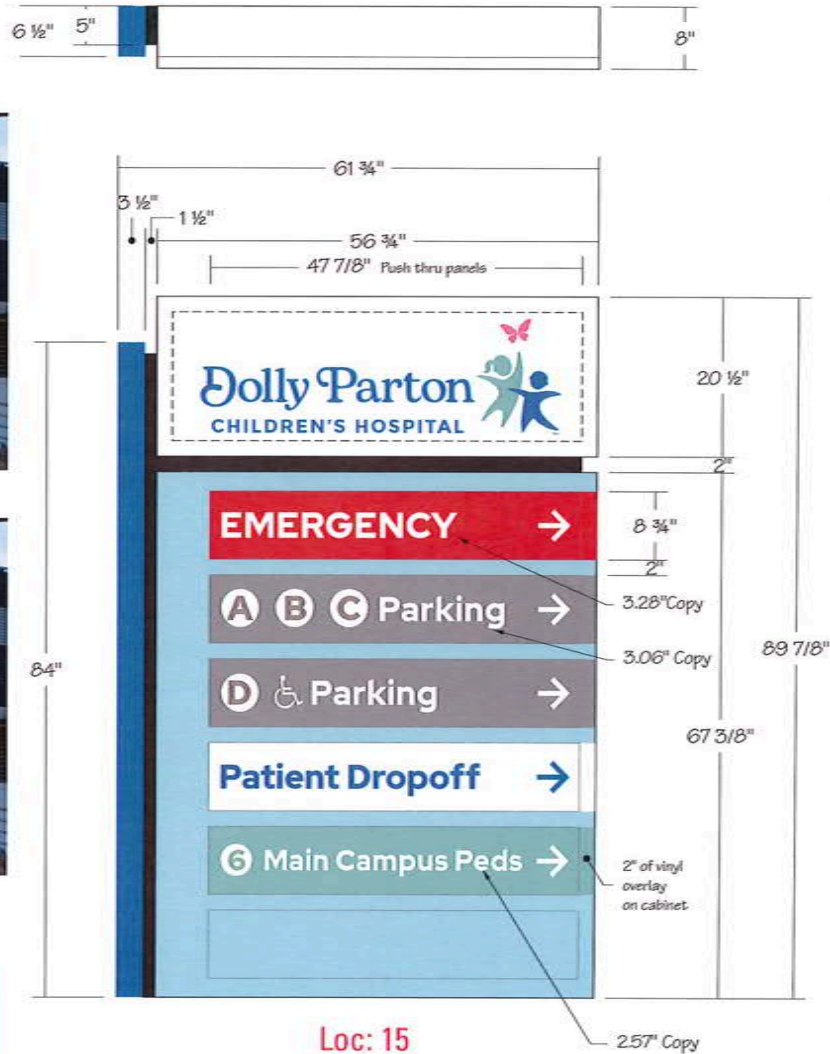 6 ½"
5"
8"
61 ¾"
3 ½"
1 ½"
56 ¾"
47 7/8" Push thru panels
Dolly Parton
CHILDREN'S HOSPITAL
20 ½"
2"
EMERGENCY →
8 ¾"
2"
A B C Parking →
3.28" Copy
3.06" Copy
89 7/8"
84"
D Parking →
67 3/8"
Patient Dropoff →
6 Main Campus Peds →
2" of vinyl
overlay
on cabinet
Loc: 15
2.57" Copy